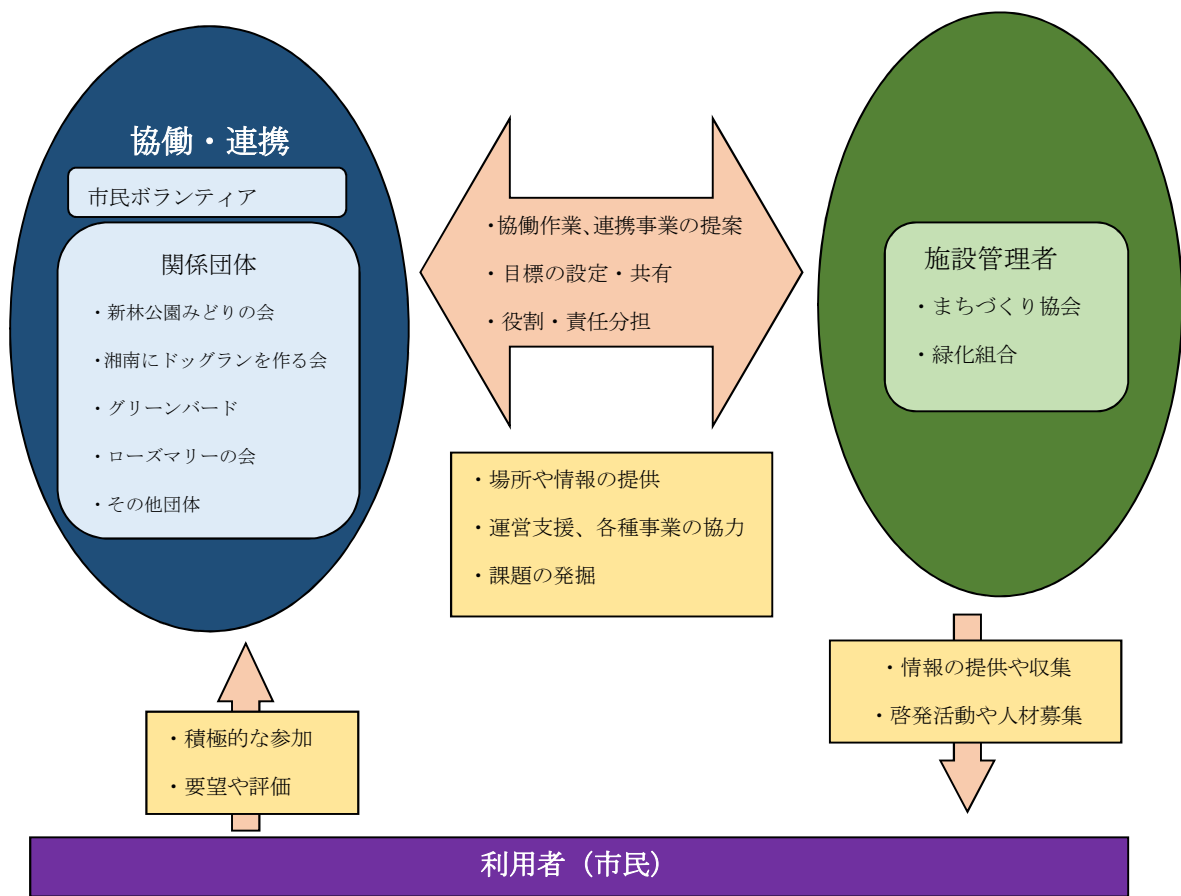 協働・連携
市民ボランティア
関係団体
・新林公園みどりの会
・湘南にドッグランを作る会
・グリーンバード
・ローズマリーの会
・その他団体
・協働作業、連携事業の提案
・目標の設定・共有
・役割・責任分担
・場所や情報の提供
・運営支援、各種事業の協力
・課題の発掘
施設管理者
・まちづくり協会
・緑化組合
・積極的な参加
・要望や評価
・情報の提供や収集
・啓発活動や人材募集
利用者（市民）